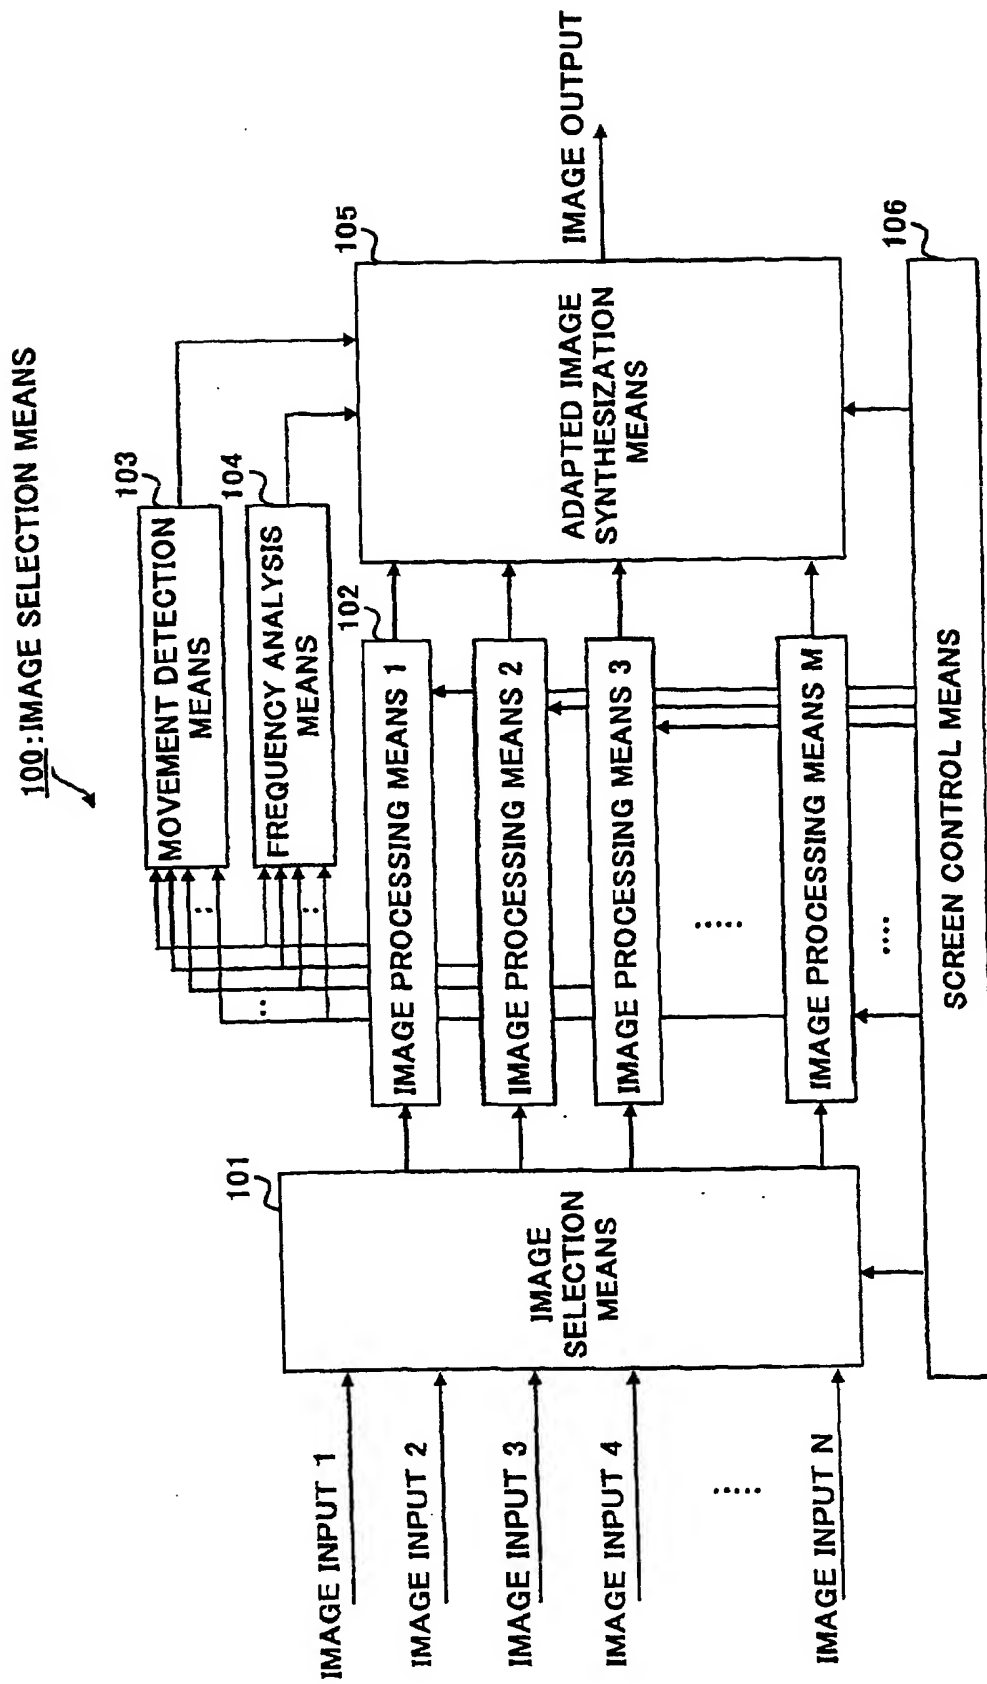 100:IMAGE SELECTION MEANS
103
MOVEMENT DETECTION
MEANS
104
FREQUENCY ANALYSIS
MEANS
102
IMAGE PROCESSING MEANS 1
IMAGE PROCESSING MEANS 2
IMAGE PROCESSING MEANS 3
.....
IMAGE PROCESSING MEANS M
....
101
IMAGE
SELECTION
MEANS
IMAGE INPUT 1
IMAGE INPUT 2
IMAGE INPUT 3
IMAGE INPUT 4
.....
IMAGE INPUT N
105
ADAPTED IMAGE
SYNTHESIZATION
MEANS
IMAGE OUTPUT
106
SCREEN CONTROL MEANS